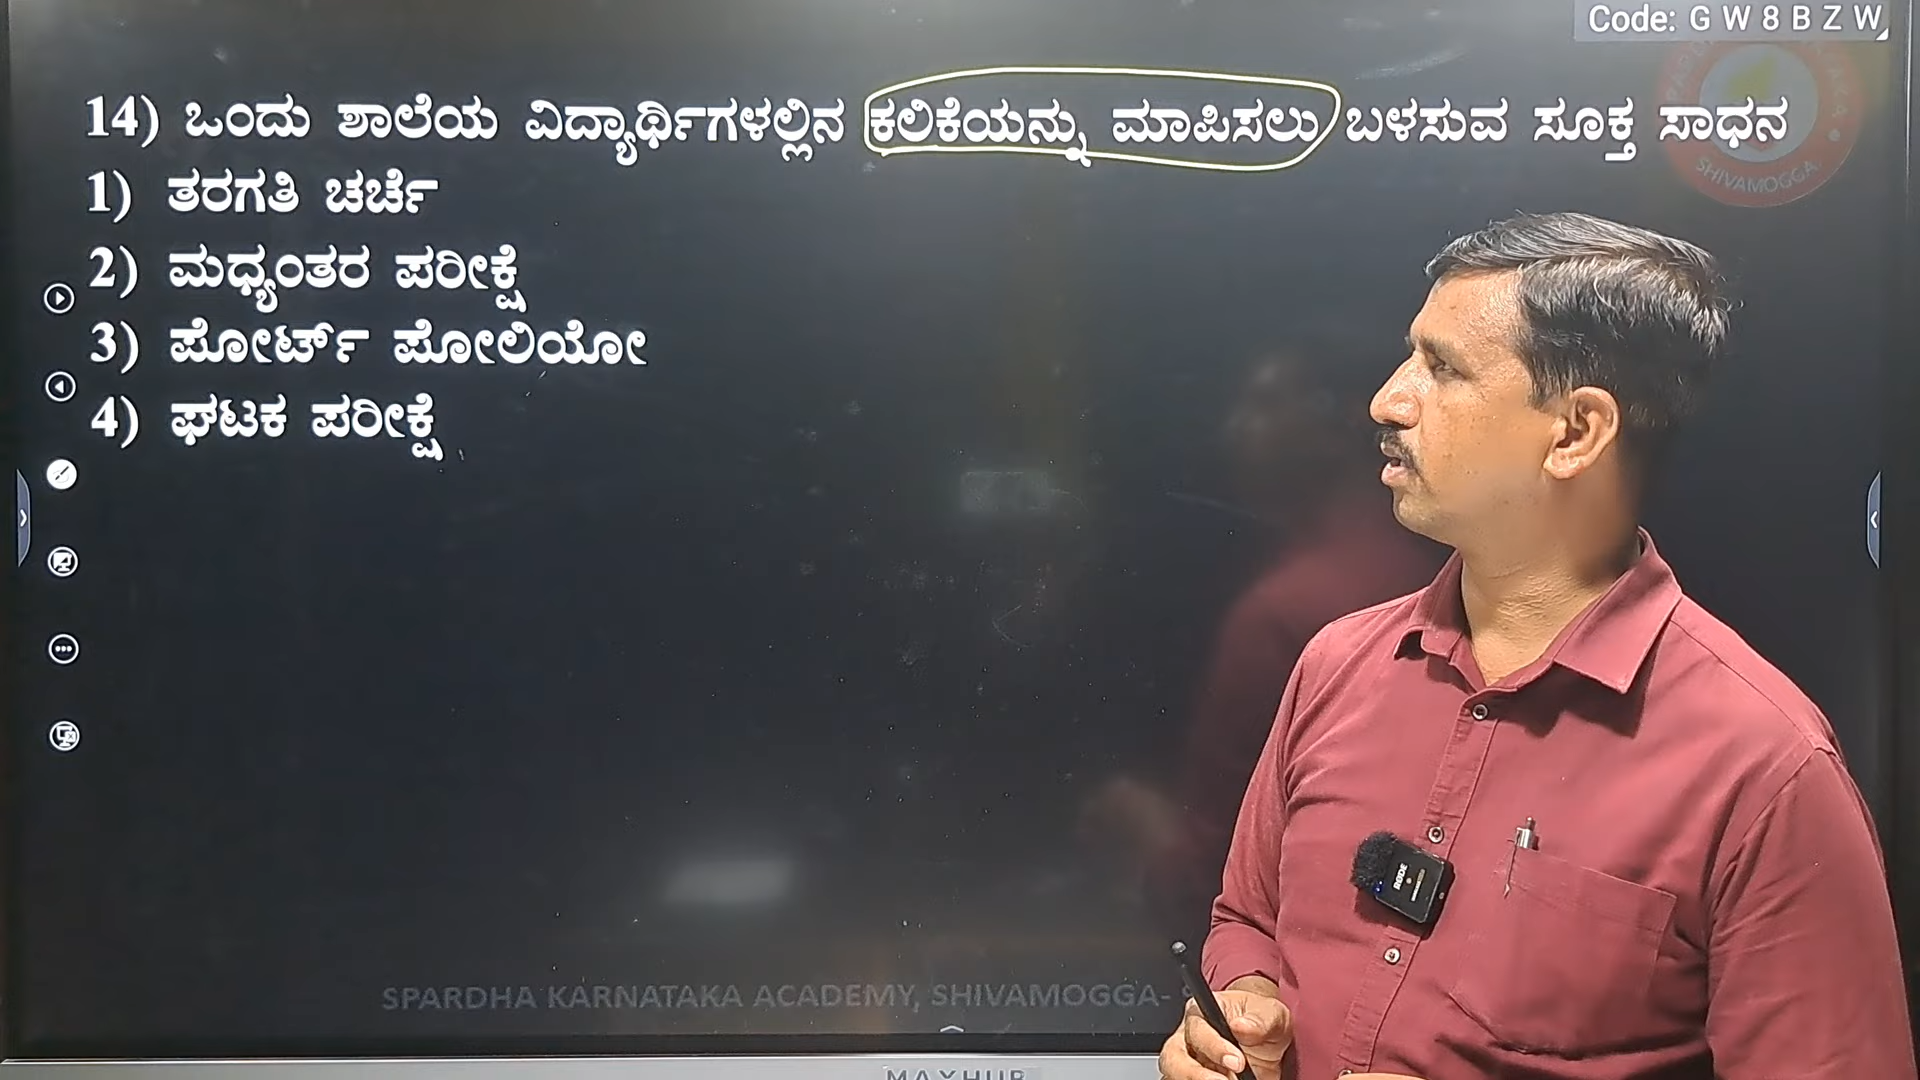 Code: G W 8 B Z W
14) ಒಂದು ಶಾಲೆಯ ವಿದ್ಯಾರ್ಥಿಗಳಲ್ಲಿನ ಕಲಿಕೆಯನ್ನು ಮಾಪಿಸಲು ಬಳಸುವ ಸೂಕ್ತ ಸಾಧನ
SHIVAMOGGA
1) ತರಗತಿ ಚರ್ಚೆ
2) ಮಧ್ಯಂತರ ಪರೀಕ್ಷೆ
3) ಪೋರ್ಟ್ ಪೋಲಿಯೋ
4) ಘಟಕ ಪರೀಕ್ಷೆ
RØDE
SPARDHA KARNATAKA ACADEMY, SHIVAMOGGA-
MAXHUB